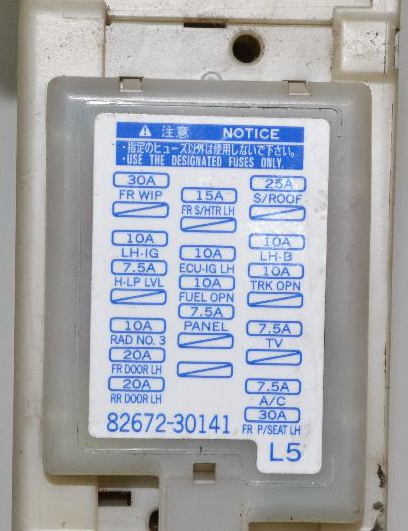 注意 NOTICE
・指定のヒューズ以外は使用しないで下さい。
・USE THE DESIGNATED FUSES ONLY.
30A
FR WIP
15A
FR S/HTR LH
25A
S/ROOF
10A
LH-IG
7.5A
H-LP LVL
10A
ECU-IG LH
10A
FUEL OPN
7.5A
PANEL
10A
LH-B
10A
TRK OPN
10A
RAD NO. 3
20A
FR DOOR LH
20A
RR DOOR LH
7.5A
TV
7.5A
A/C
30A
FR P/SEAT LH
82672-30141
L5